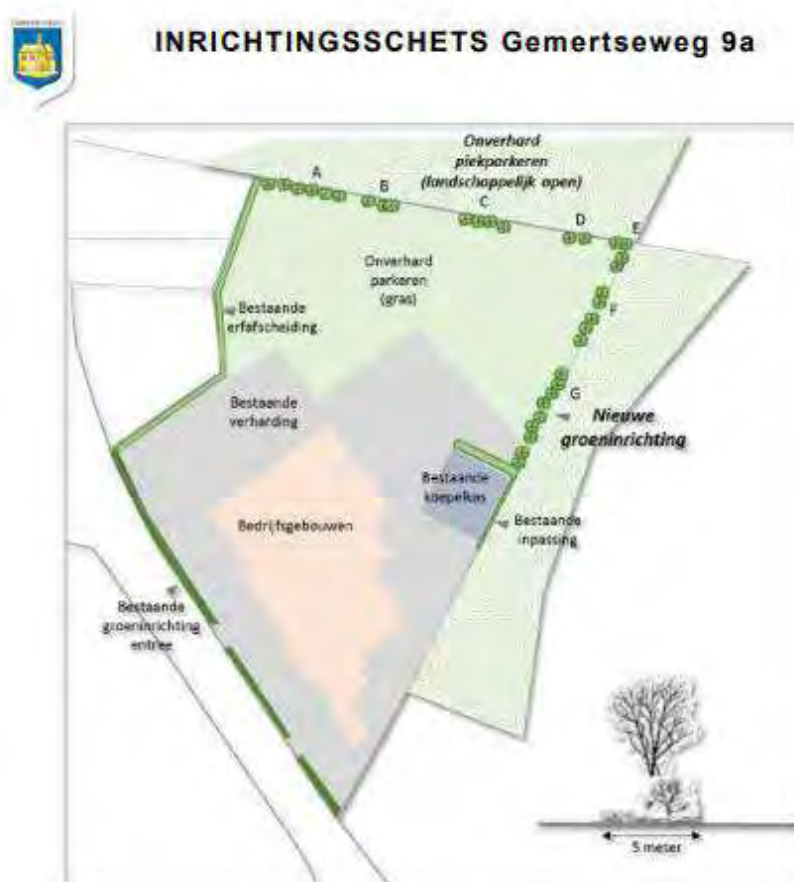 INRICHTINGSSCHETS Gemertseweg 9a
Onverhard
piekparkeren
(landschappelijk open)
A
B
C
D
E
Onverhard
parkeren
(gras)
Bestaande
erfafscheiding
F
G
Bestaande
verharding
Nieuwe
groeninrichting
Bestaande
koepelkas
Bedrijfsgebouwen
Bestaande
inpassing
Bestaande
groeninrichting
entree
5 meter